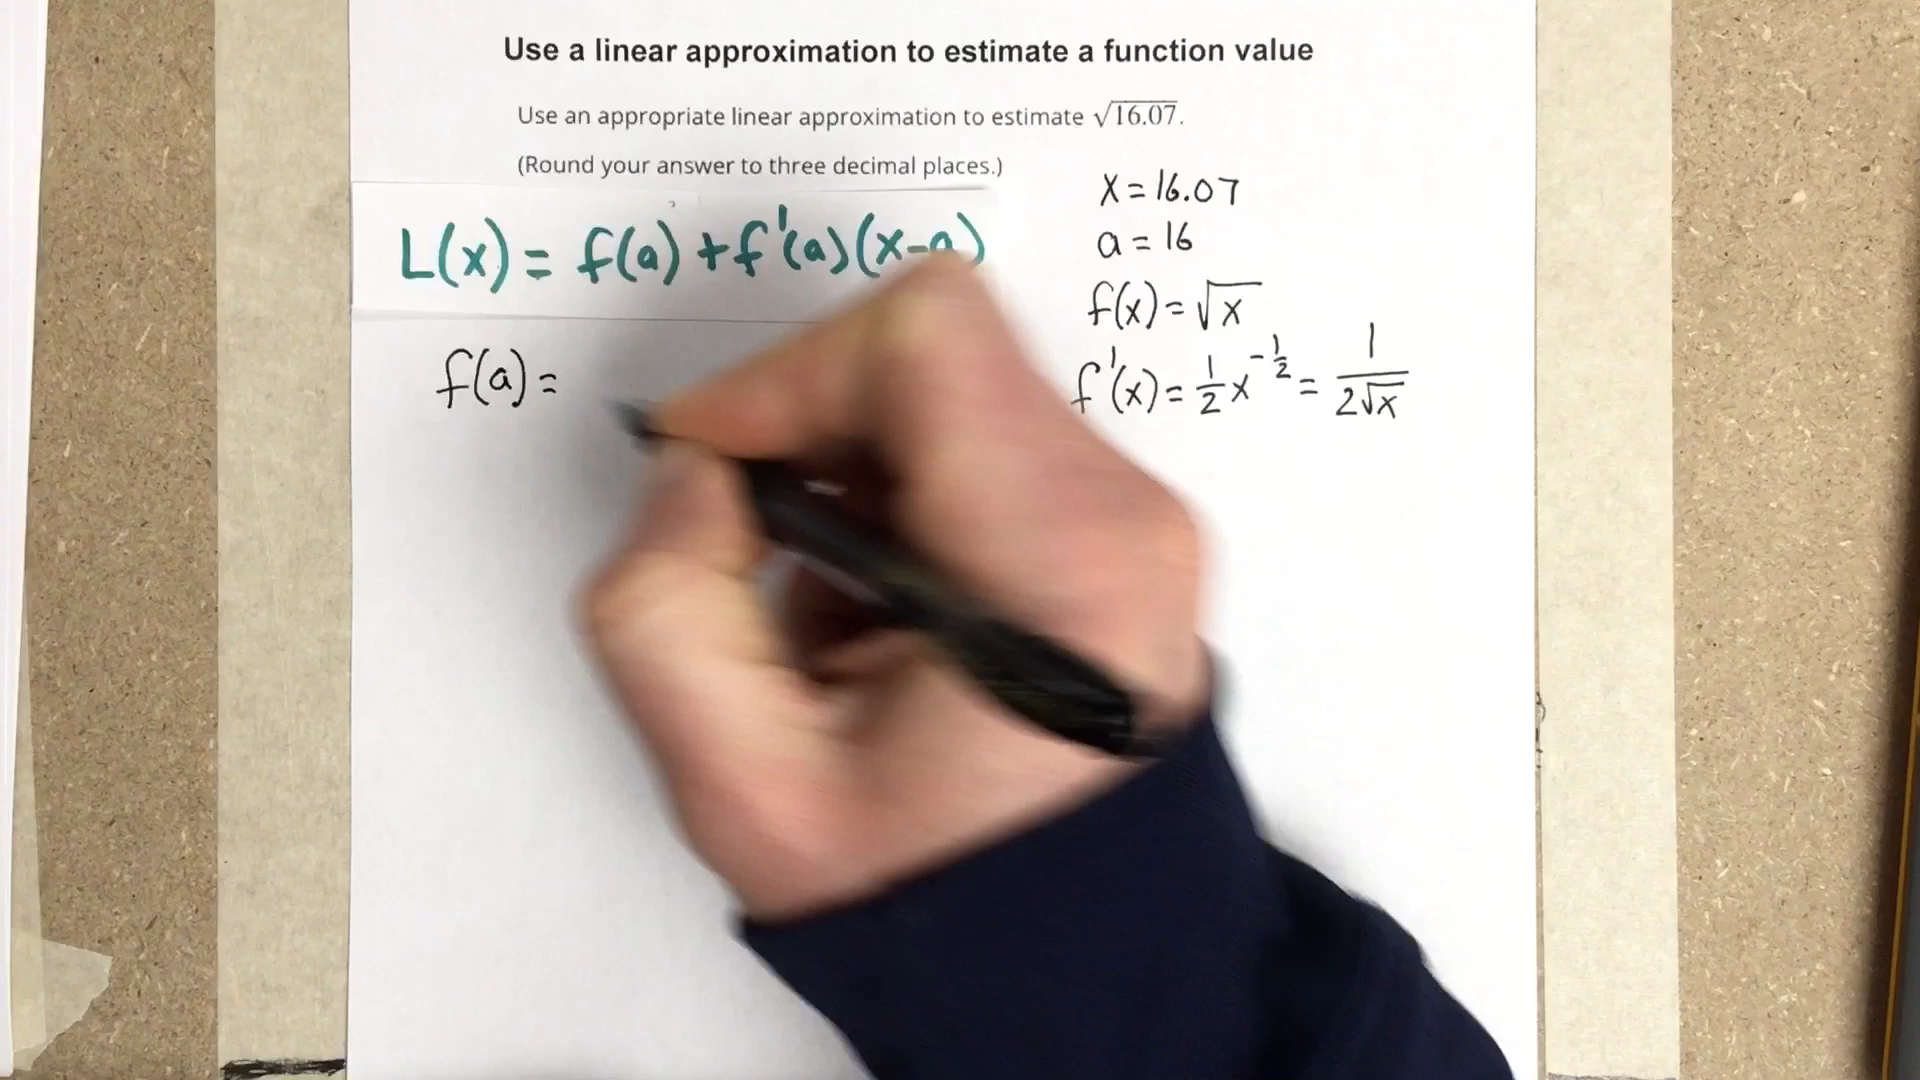 Use a linear approximation to estimate a function value
Use an appropriate linear approximation to estimate √16.07.
(Round your answer to three decimal places.)
L(x) = f(a) + f'(a)(x-a)
x = 16.07
a = 16
f(x) = √x
f(a) =
f'(x) = 1/2 x^(-1/2) = 1/(2√x)